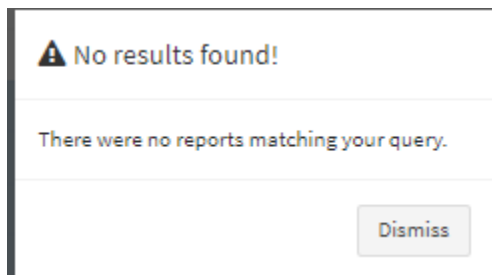 No results found!
There were no reports matching your query.
Dismiss